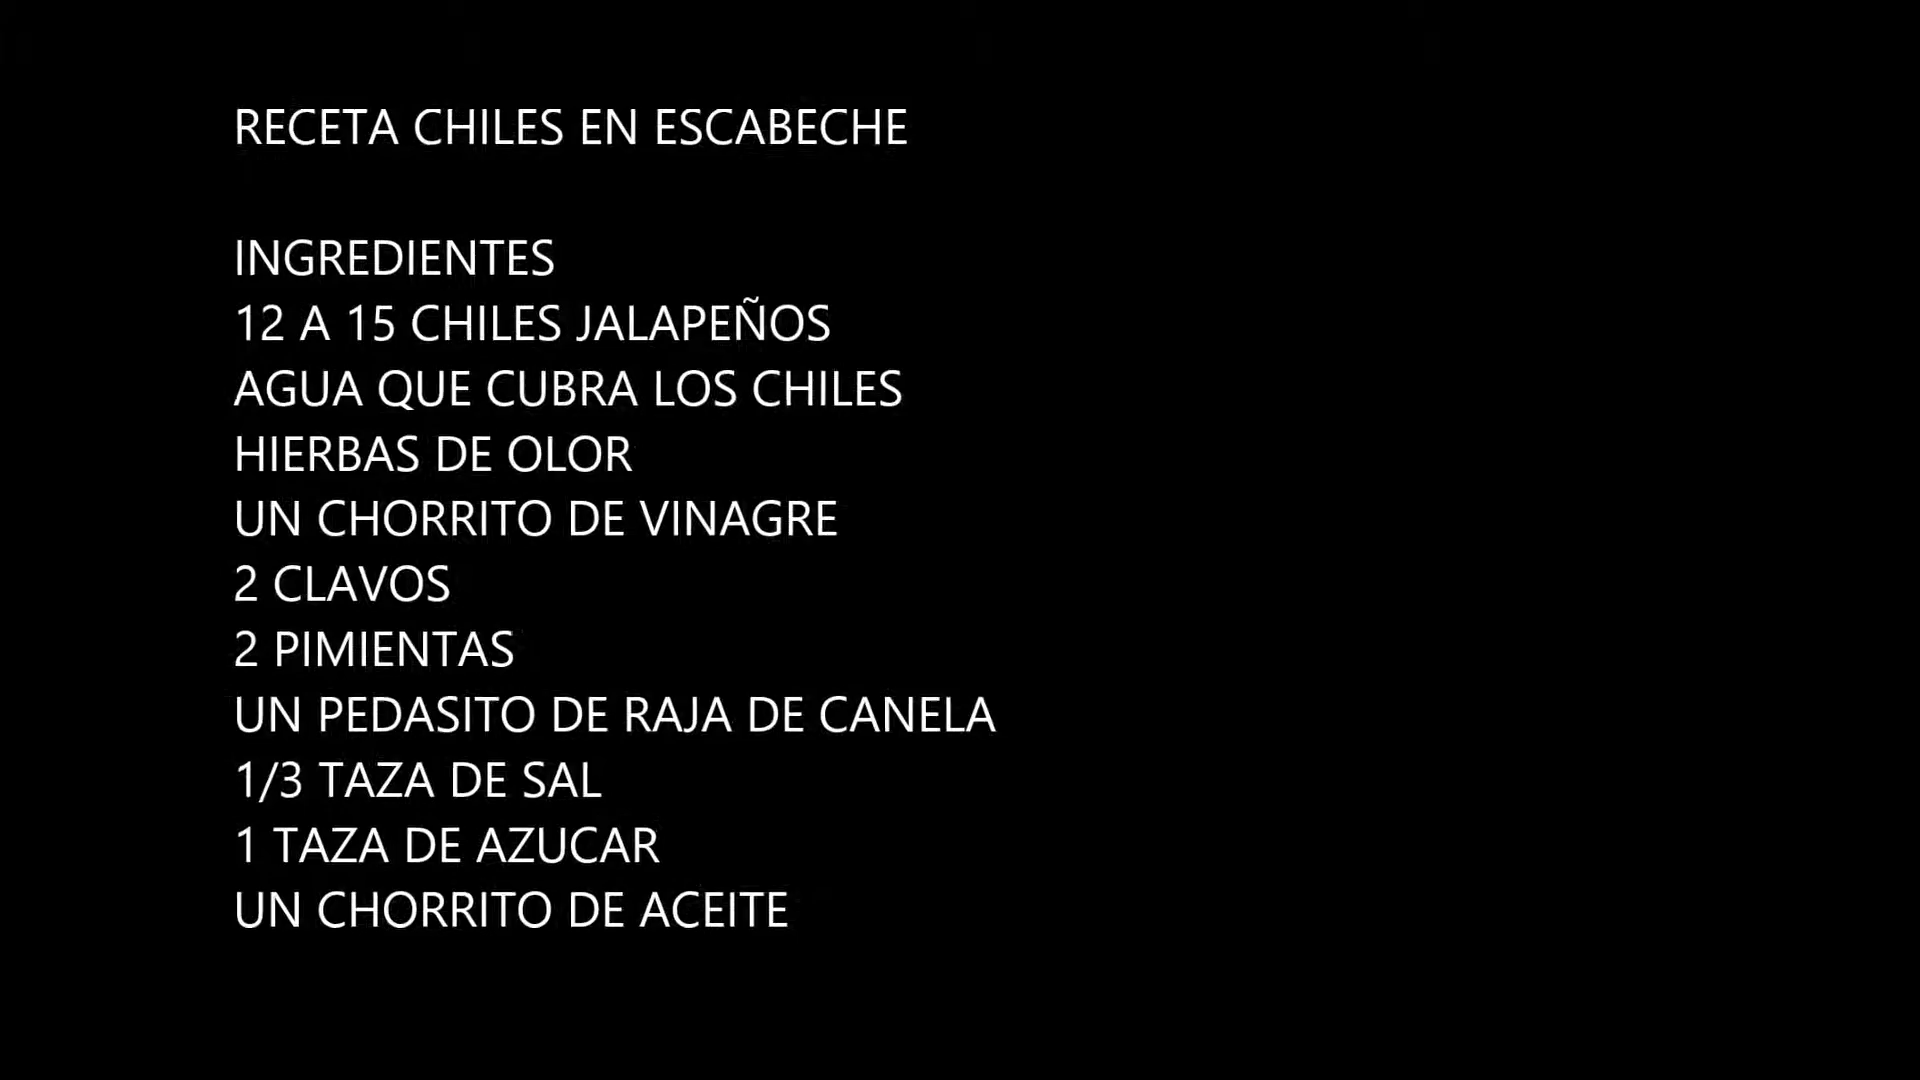 RECETA CHILES EN ESCABECHE
INGREDIENTES
12 A 15 CHILES JALAPEÑOS
AGUA QUE CUBRA LOS CHILES
HIERBAS DE OLOR
UN CHORRITO DE VINAGRE
2 CLAVOS
2 PIMIENTAS
UN PEDASITO DE RAJA DE CANELA
1/3 TAZA DE SAL
1 TAZA DE AZUCAR
UN CHORRITO DE ACEITE